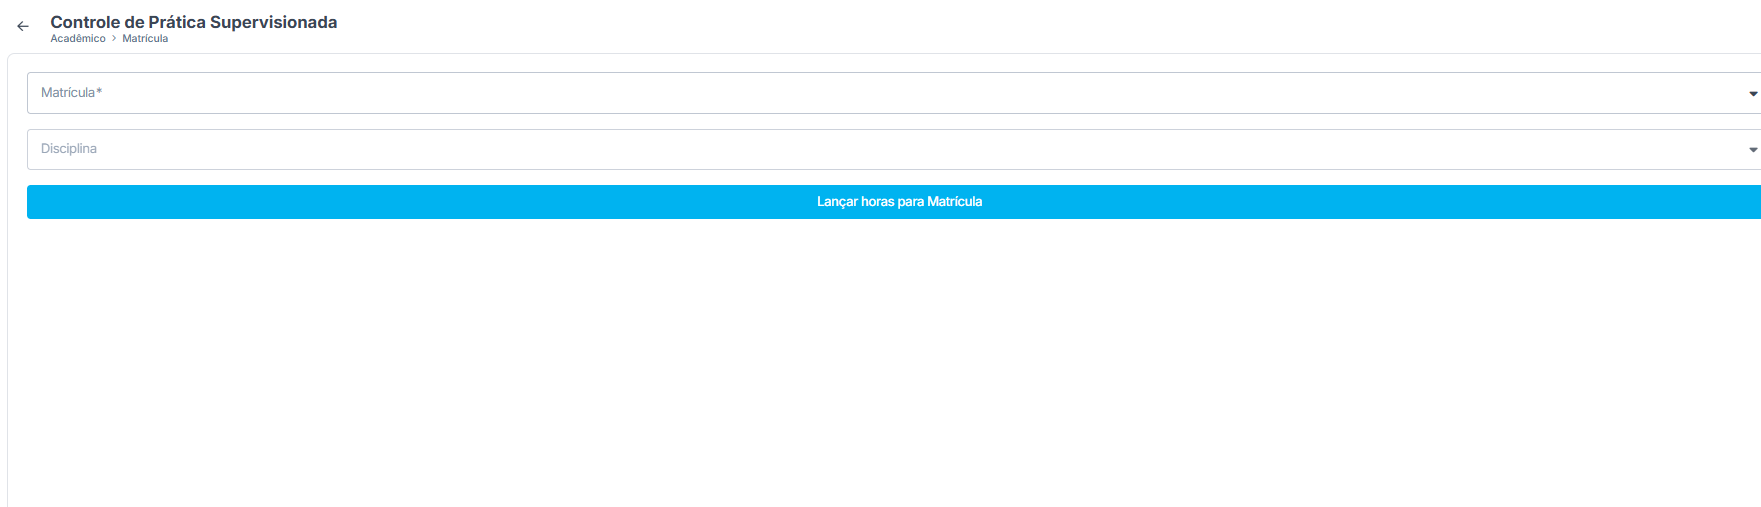 Controle de Prática Supervisionada
Acadêmico > Matrícula
Matrícula*
Disciplina
Lançar horas para Matrícula